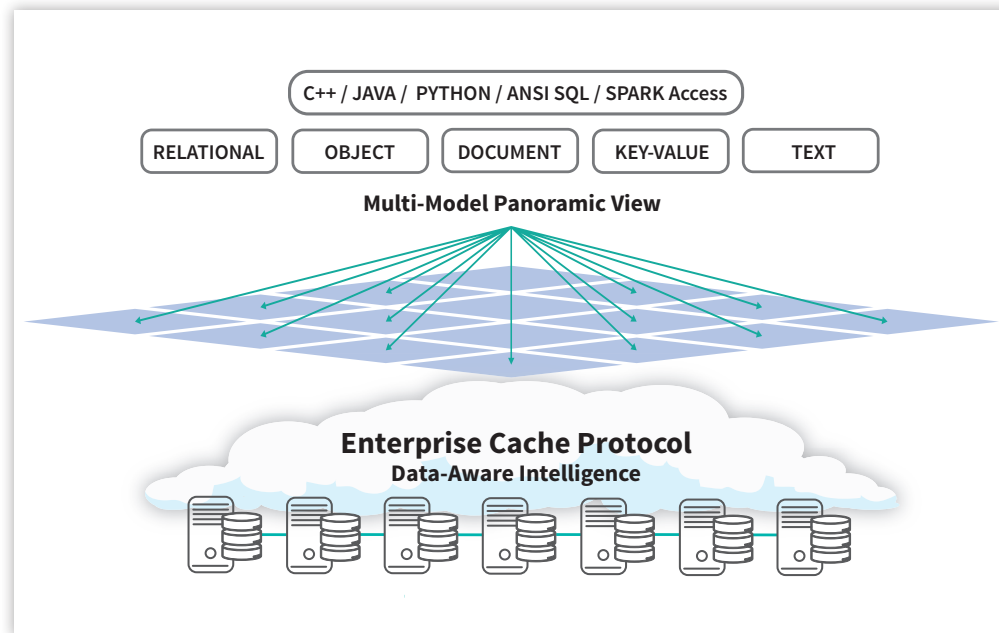 C++ / JAVA / PYTHON / ANSI SQL / SPARK Access
RELATIONAL OBJECT DOCUMENT KEY-VALUE TEXT
Multi-Model Panoramic View
Enterprise Cache Protocol
Data-Aware Intelligence